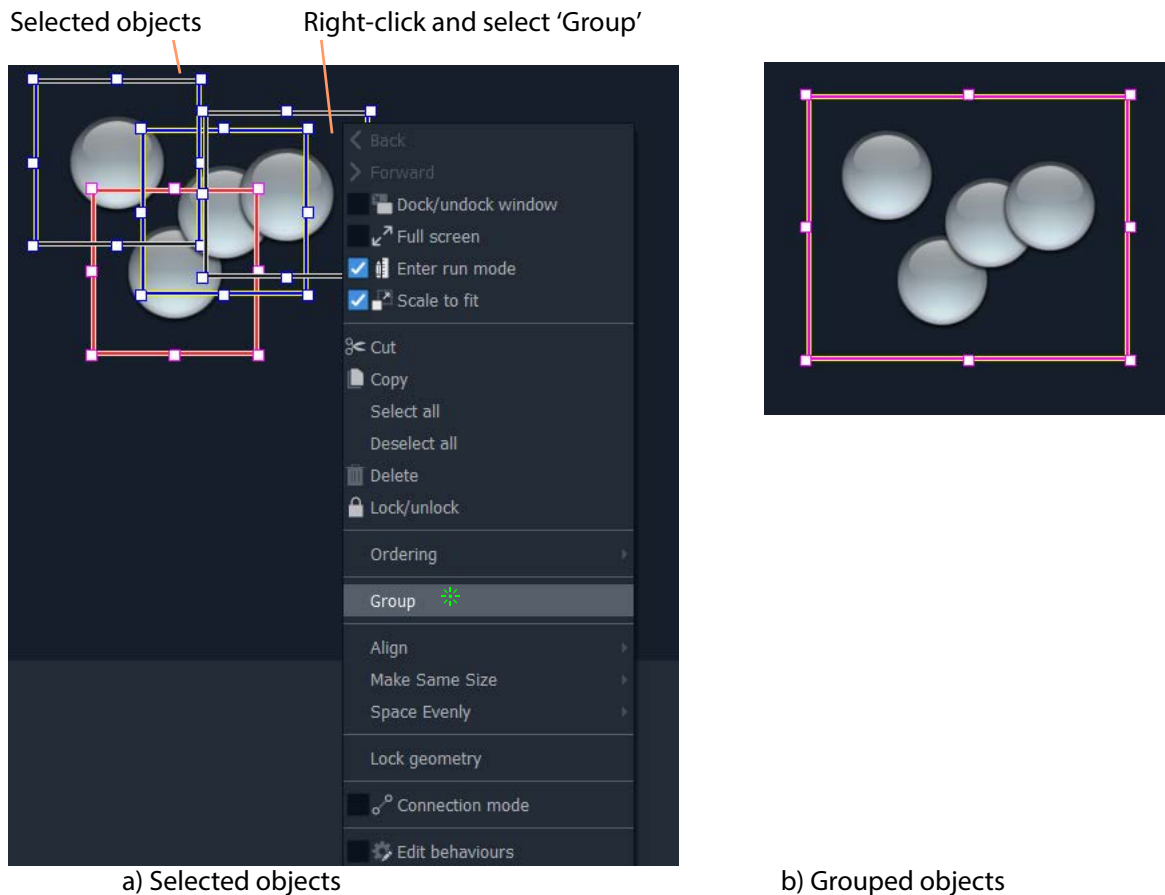 Selected objects
Right-click and select ‘Group’
Back
Forward
Dock/undock window
Full screen
Enter run mode
Scale to fit
Cut
Copy
Select all
Deselect all
Delete
Lock/unlock
Ordering
Group
Align
Make Same Size
Space Evenly
Lock geometry
Connection mode
Edit behaviours
a) Selected objects
b) Grouped objects